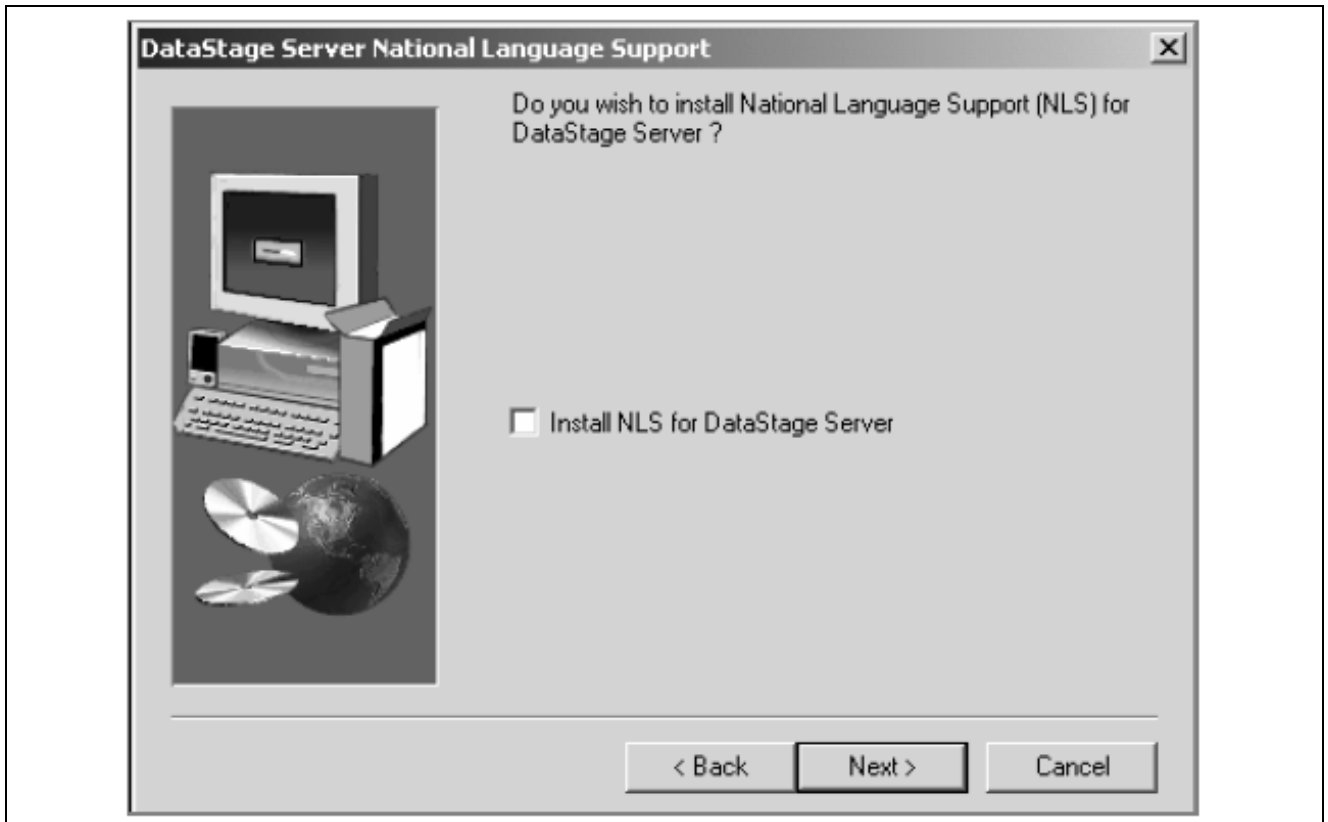 DataStage Server National Language Support
Do you wish to install National Language Support (NLS) for
DataStage Server ?
Install NLS for DataStage Server
< Back
Next >
Cancel